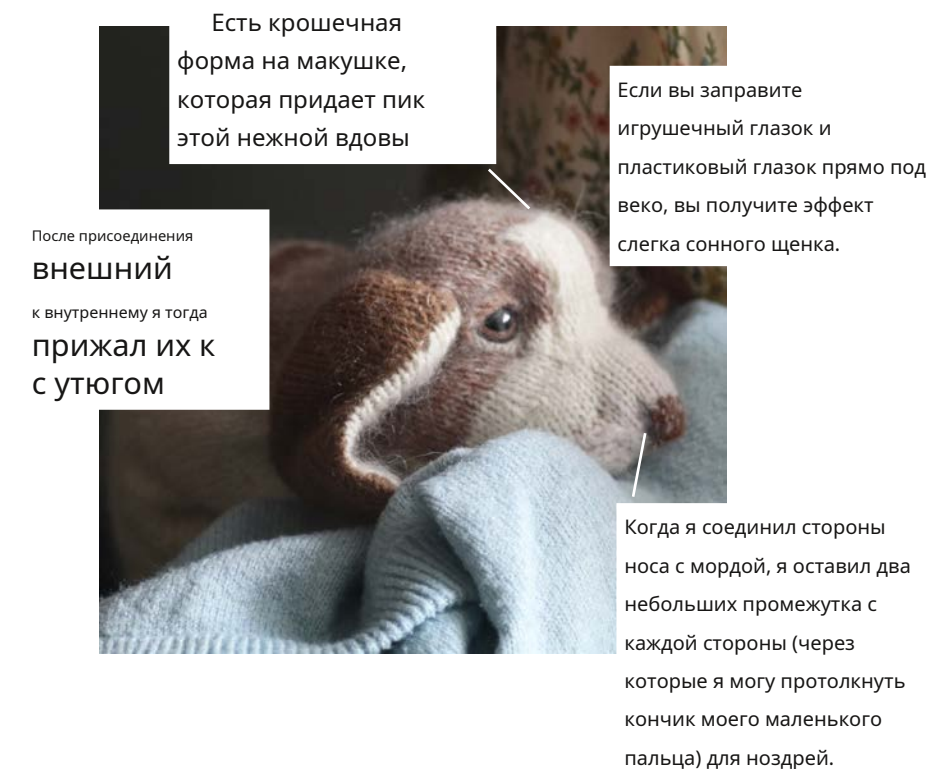 Есть крошечная
форма на макушке,
которая придает пик
этой нежной вдовы
Если вы заправите
игрушечный глазок и
пластиковый глазок прямо под
веко, вы получите эффект
слегка сонного щенка.
После присоединения
внешний
к внутреннему я тогда
прижал их к
с утюгом
Когда я соединил стороны
носа с мордой, я оставил два
небольших промежутка с
каждой стороны (через
которые я могу протолкнуть
кончик моего маленького
пальца) для ноздрей.